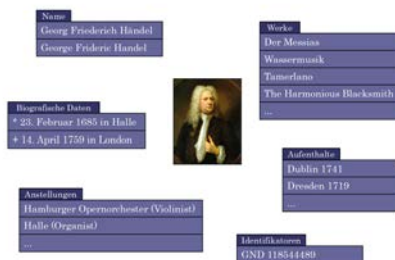 Name
Georg Friederich Händel
George Frideric Handel
Werke
Der Messias
Wassermusik
Tamerlano
The Harmonious Blacksmith
...
Biografische Daten
* 23. Februar 1685 in Halle
+ 14. April 1759 in London
Aufenthalte
Dublin 1741
Dresden 1719
...
Anstellungen
Hamburger Opernorchester (Violinist)
Halle (Organist)
...
Identifikatoren
GND 118544489